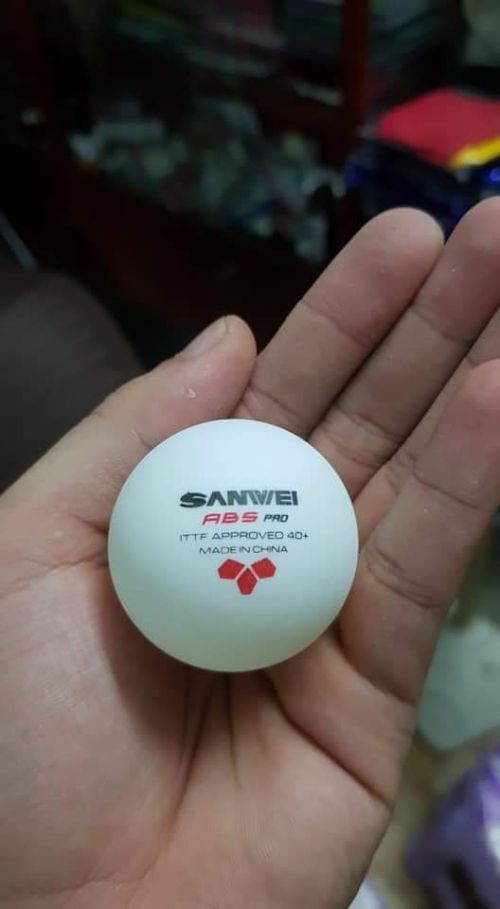 SANWEI
ABS PRO
ITTF APPROVED 40+
MADE IN CHINA